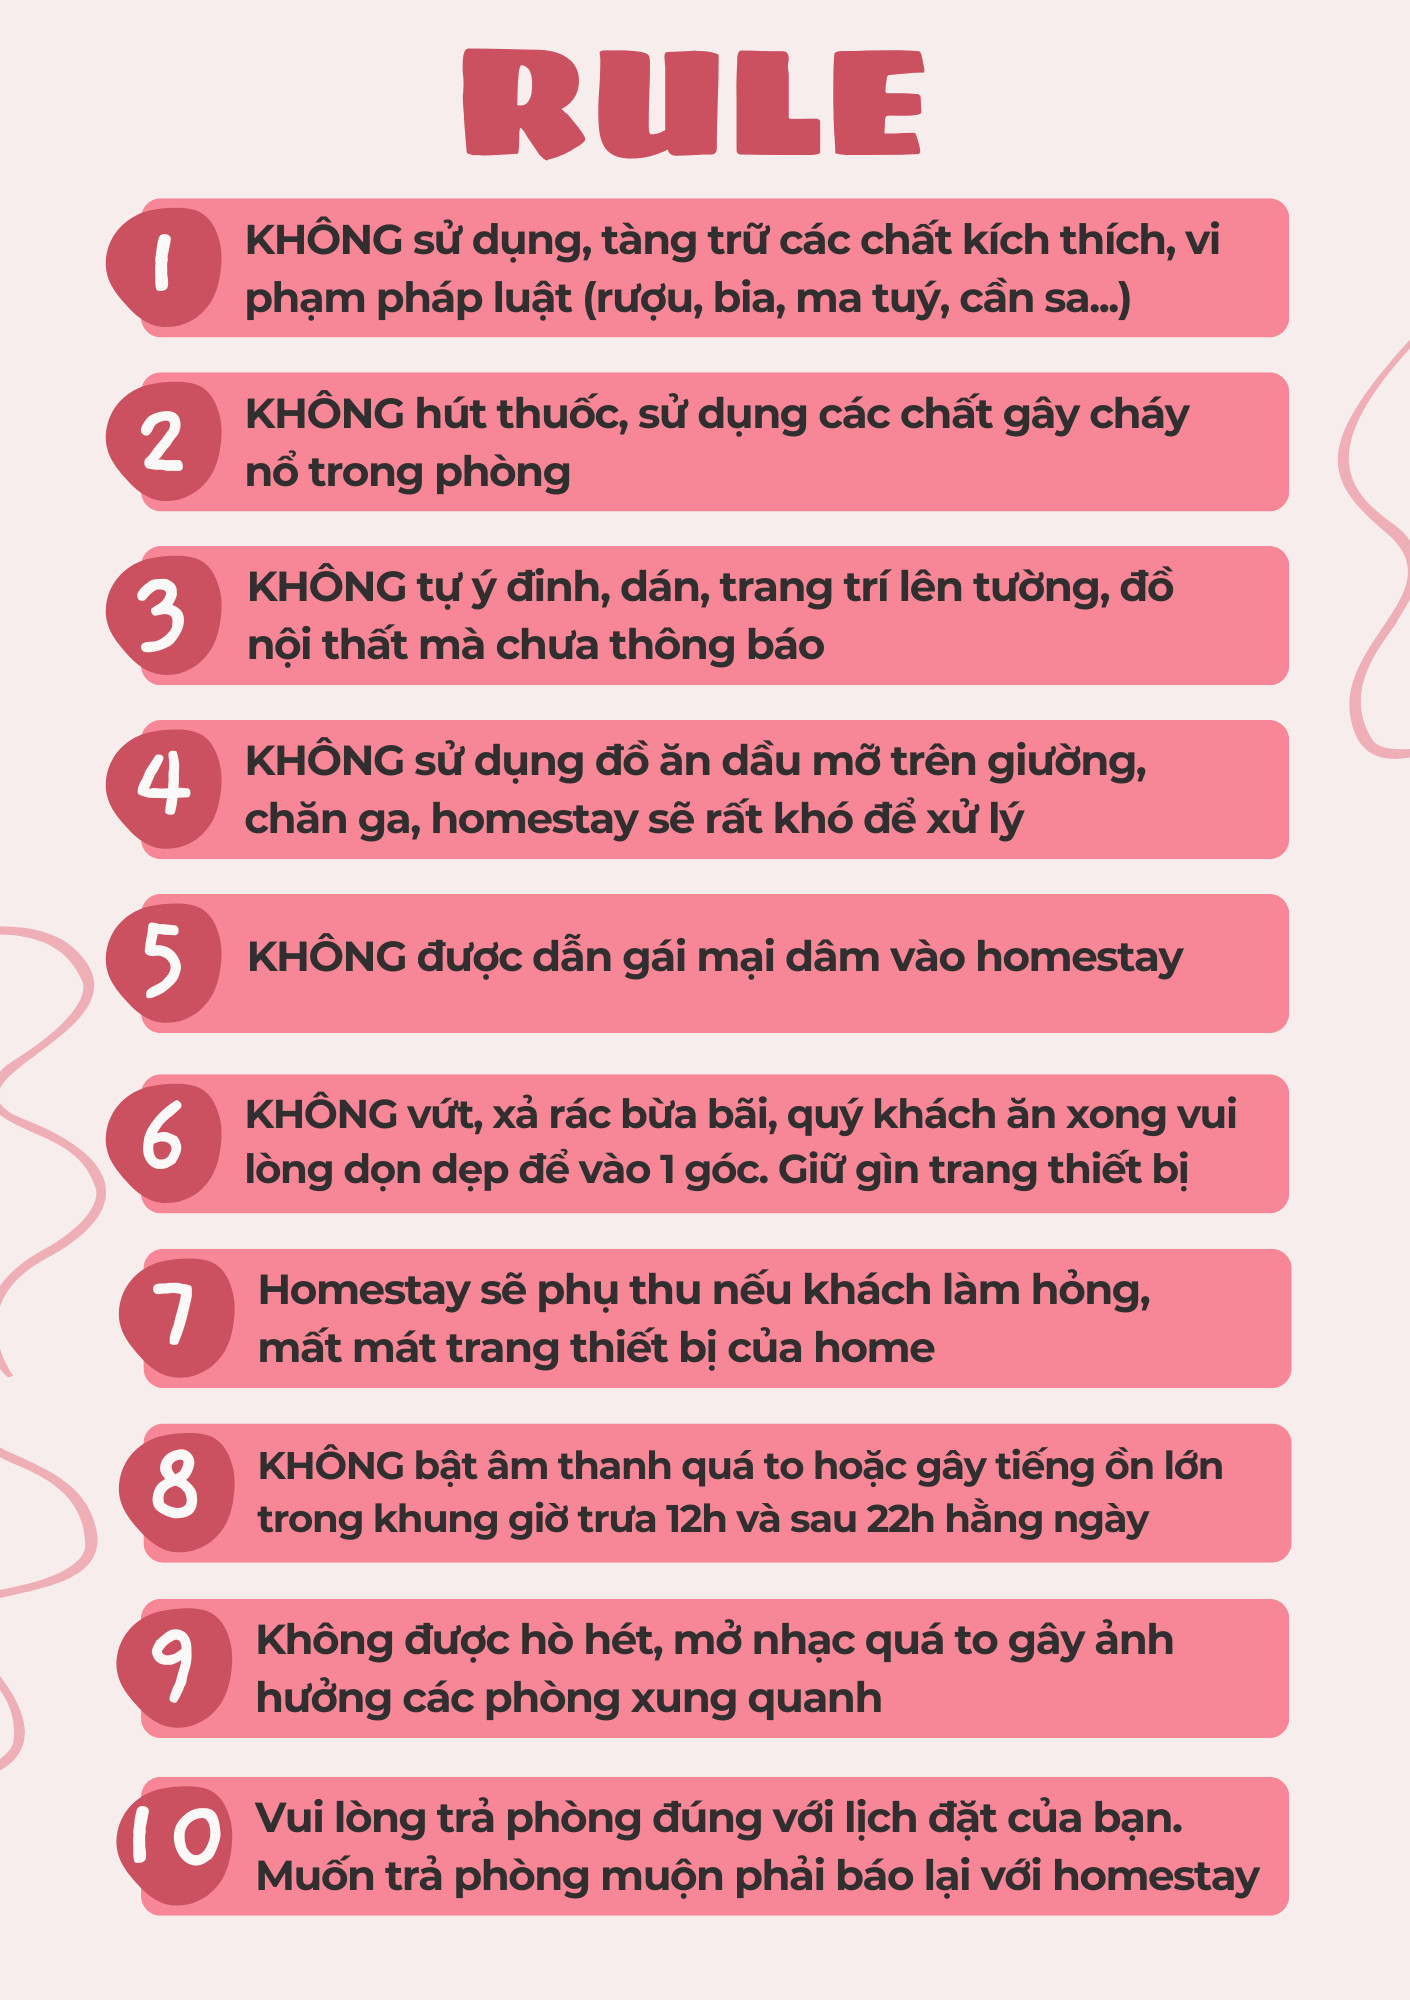 RULE
1
KHÔNG sử dụng, tàng trữ các chất kích thích, vi
phạm pháp luật (rượu, bia, ma tuý, cần sa...)
2
KHÔNG hút thuốc, sử dụng các chất gây cháy
nổ trong phòng
3
KHÔNG tự ý đinh, dán, trang trí lên tường, đồ
nội thất mà chưa thông báo
4
KHÔNG sử dụng đồ ăn dầu mỡ trên giường,
chăn ga, homestay sẽ rất khó để xử lý
5
KHÔNG được dẫn gái mại dâm vào homestay
6
KHÔNG vứt, xả rác bừa bãi, quý khách ăn xong vui
lòng dọn dẹp để vào 1 góc. Giữ gìn trang thiết bị
7
Homestay sẽ phụ thu nếu khách làm hỏng,
mất mát trang thiết bị của home
8
KHÔNG bật âm thanh quá to hoặc gây tiếng ồn lớn
trong khung giờ trưa 12h và sau 22h hằng ngày
9
Không được hò hét, mở nhạc quá to gây ảnh
hưởng các phòng xung quanh
10
Vui lòng trả phòng đúng với lịch đặt của bạn.
Muốn trả phòng muộn phải báo lại với homestay